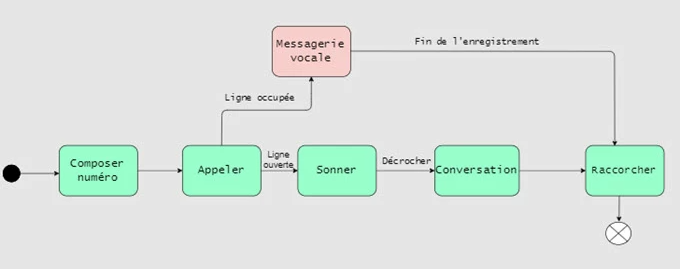 Messagerie
vocale
Fin de l'enregistrement
Ligne occupée
Composer
numéro
Appeler
Ligne
ouverte
Sonner
Décrocher
Conversation
Raccorcher